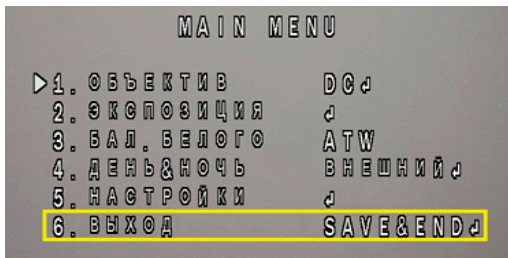 MAIN MENU
1. ОБЪЕКТИВ DC↲
2. ЭКСПОЗИЦИЯ ↲
3. БАЛ. БЕЛОГО ATW
4. ДЕНЬ&НОЧЬ ВНЕШНИЙ↲
5. НАСТРОЙКИ ↲
6. ВЫХОД SAVE&END↲